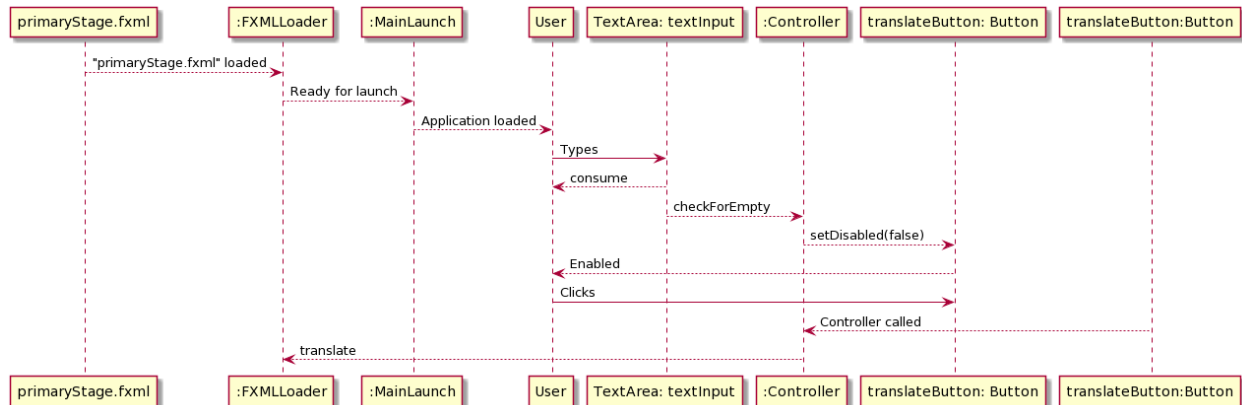 primaryStage.fxml
:FXMLLoader
:MainLaunch
User
TextArea: textInput
:Controller
translateButton: Button
translateButton:Button
"primaryStage.fxml" loaded
Ready for launch
Application loaded
Types
consume
checkForEmpty
setDisabled(false)
Enabled
Clicks
Controller called
translate
primaryStage.fxml
:FXMLLoader
:MainLaunch
User
TextArea: textInput
:Controller
translateButton: Button
translateButton:Button